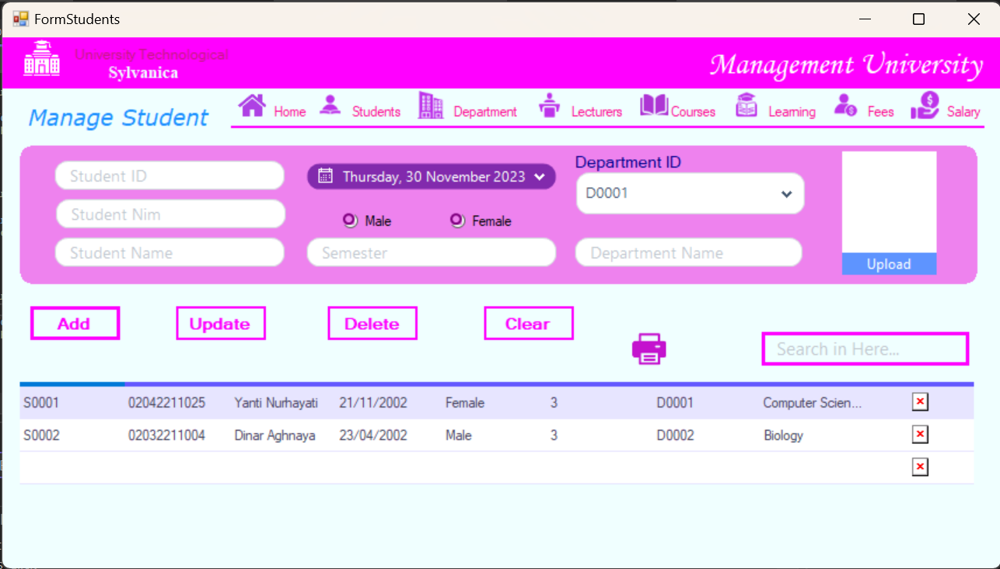 FormStudents
University Technological
Sylvanica
Management University
Manage Student
Home
Students
Department
Lecturers
Courses
Learning
Fees
Salary
Student ID
Thursday, 30 November 2023
Department ID
D0001
Student Nim
Male
Female
Student Name
Semester
Department Name
Upload
Add
Update
Delete
Clear
Search in Here...
S0001 02042211025 Yanti Nurhayati 21/11/2002 Female 3 D0001 Computer Scien...
S0002 02032211004 Dinar Aghnaya 23/04/2002 Male 3 D0002 Biology